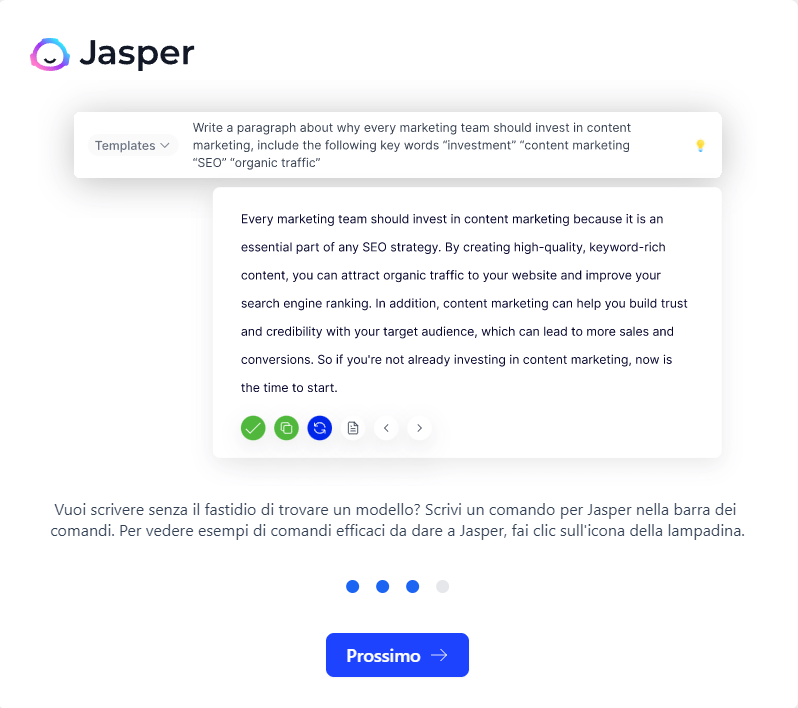 Jasper
Templates
Write a paragraph about why every marketing team should invest in content
marketing, include the following key words “investment” “content marketing
“SEO” “organic traffic”
Every marketing team should invest in content marketing because it is an
essential part of any SEO strategy. By creating high-quality, keyword-rich
content, you can attract organic traffic to your website and improve your
search engine ranking. In addition, content marketing can help you build trust
and credibility with your target audience, which can lead to more sales and
conversions. So if you're not already investing in content marketing, now is
the time to start.
Vuoi scrivere senza il fastidio di trovare un modello? Scrivi un comando per Jasper nella barra dei
comandi. Per vedere esempi di comandi efficaci da dare a Jasper, fai clic sull'icona della lampadina.
Prossimo